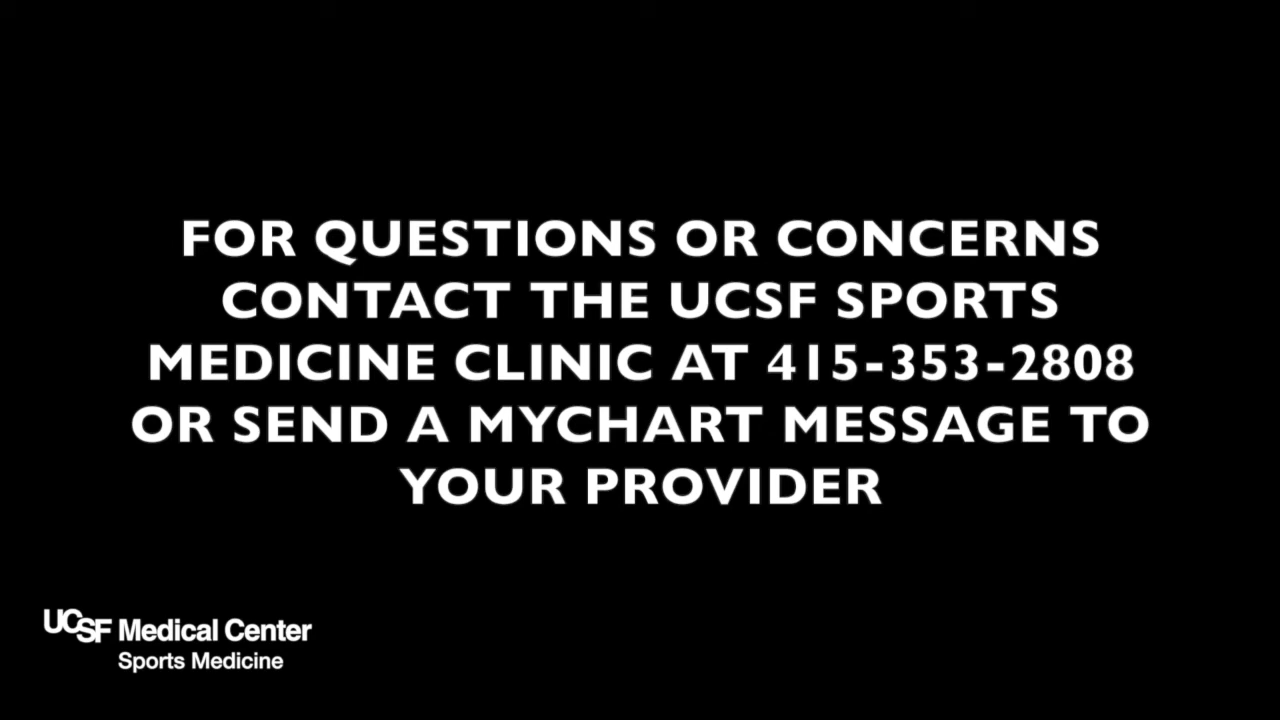 FOR QUESTIONS OR CONCERNS
CONTACT THE UCSF SPORTS
MEDICINE CLINIC AT 415-353-2808
OR SEND A MYCHART MESSAGE TO
YOUR PROVIDER
UCSF Medical Center
Sports Medicine